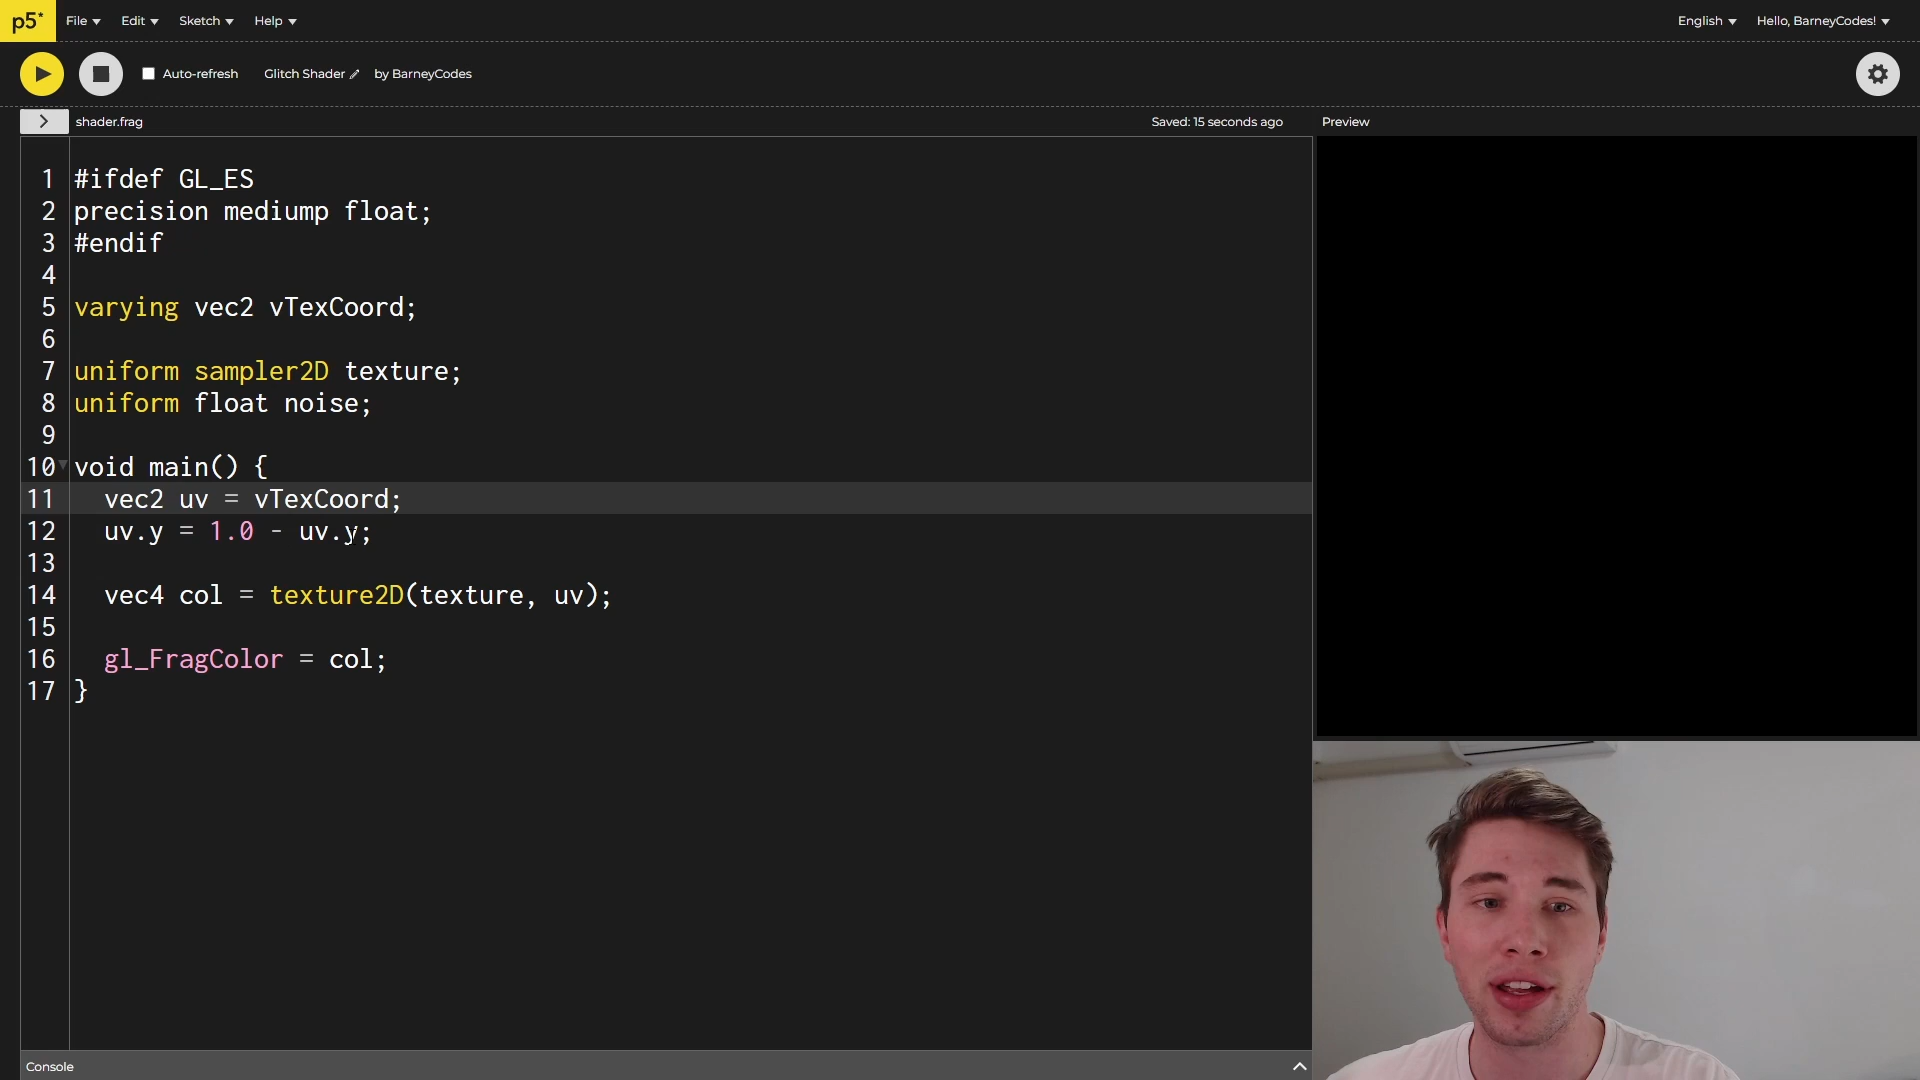 p5* File Edit Sketch Help English Hello, BarneyCodes!
Auto-refresh Glitch Shader by BarneyCodes
> shader.frag Saved: 15 seconds ago Preview
1 #ifdef GL_ES
2 precision mediump float;
3 #endif
4
5 varying vec2 vTexCoord;
6
7 uniform sampler2D texture;
8 uniform float noise;
9
10 void main() {
11 vec2 uv = vTexCoord;
12 uv.y = 1.0 - uv.y;
13
14 vec4 col = texture2D(texture, uv);
15
16 gl_FragColor = col;
17 }
Console